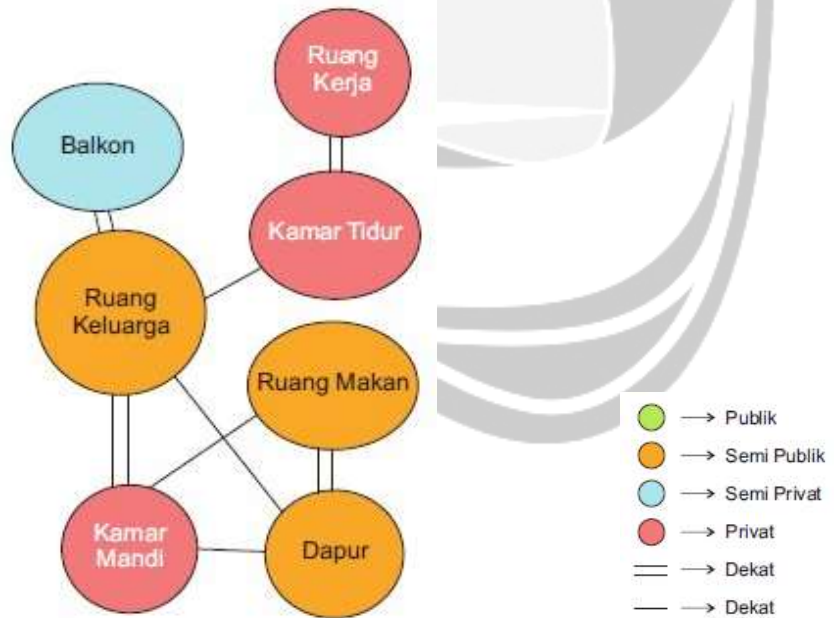 Ruang
Kerja
Balkon
Kamar Tidur
Ruang
Keluarga
Ruang Makan
Kamar
Mandi
Dapur
Publik
Semi Publik
Semi Privat
Privat
Dekat
Dekat